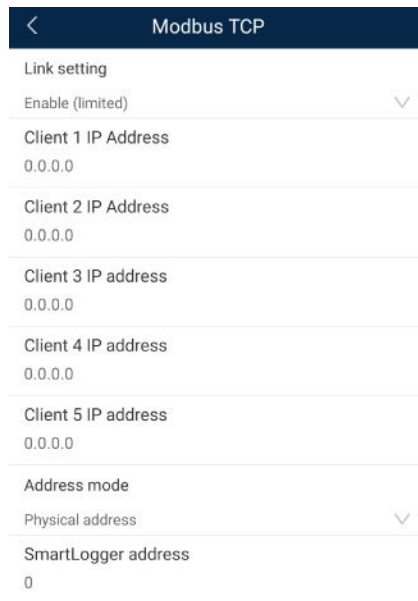 Modbus TCP
Link setting
Enable (limited)
Client 1 IP Address
0.0.0.0
Client 2 IP Address
0.0.0.0
Client 3 IP address
0.0.0.0
Client 4 IP address
0.0.0.0
Client 5 IP address
0.0.0.0
Address mode
Physical address
SmartLogger address
0